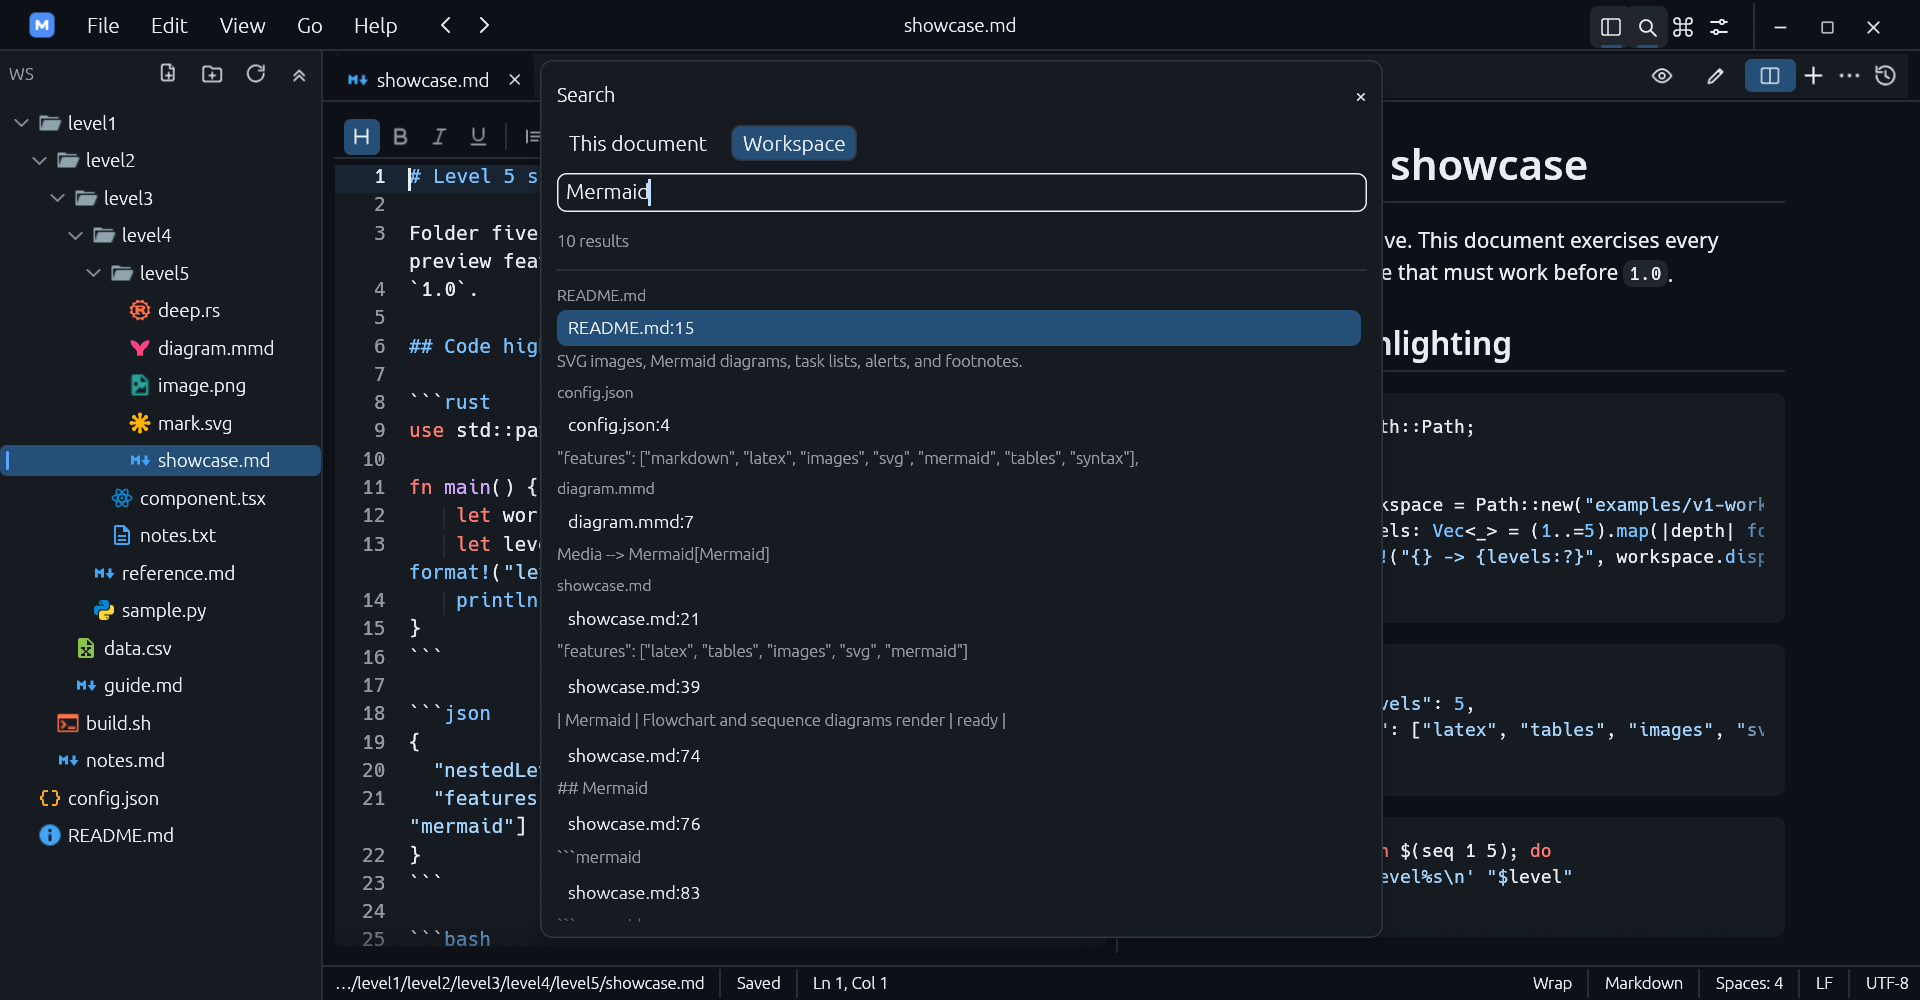 M File Edit View Go Help
showcase.md
WS
level1
level2
level3
level4
level5
deep.rs
diagram.mmd
image.png
mark.svg
showcase.md
component.tsx
notes.txt
reference.md
sample.py
data.csv
guide.md
build.sh
notes.md
config.json
README.md
showcase.md
H B I U
1 # Level 5 s
2
3 Folder five
preview fea
4 `1.0`.
5
6 ## Code hig
7
8 ```rust
9 use std::pa
10
11 fn main() {
12 let wor
13 let leve
format!("le
14 println
15 }
16 ```
17
18 ```json
19 {
20 "nestedLe
21 "features
"mermaid"]
22 }
23 ```
24
25 ```bash
Search
This document Workspace
Mermaid
10 results
README.md
README.md:15
SVG images, Mermaid diagrams, task lists, alerts, and footnotes.
config.json
config.json:4
"features": ["markdown", "latex", "images", "svg", "mermaid", "tables", "syntax"],
diagram.mmd
diagram.mmd:7
Media --> Mermaid[Mermaid]
showcase.md
showcase.md:21
"features": ["latex", "tables", "images", "svg", "mermaid"]
showcase.md:39
| Mermaid | Flowchart and sequence diagrams render | ready |
showcase.md:74
## Mermaid
showcase.md:76
```mermaid
showcase.md:83
showcase
ve. This document exercises every
e that must work before 1.0.
hlighting
th::Path;
kspace = Path::new("examples/v1-work
els: Vec<_> = (1..=5).map(|depth| fo
!("{} -> {levels:?}", workspace.disp
vels": 5,
": ["latex", "tables", "images", "sv
n $(seq 1 5); do
evel%s\n' "$level"
…/level1/level2/level3/level4/level5/showcase.md Saved Ln 1, Col 1
Wrap Markdown Spaces: 4 LF UTF-8